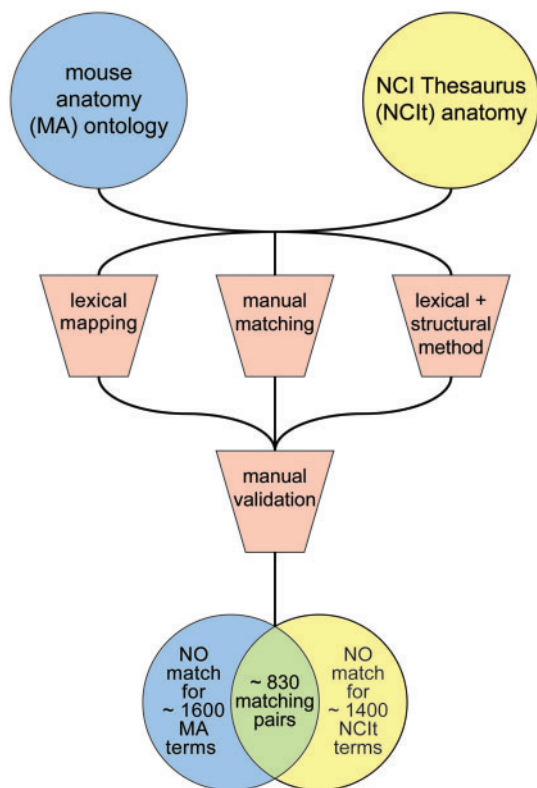 mouse
anatomy
(MA) ontology
NCI Thesaurus
(NCIt) anatomy
lexical
mapping
manual
matching
lexical +
structural
method
manual
validation
NO
match
for
~ 1600
MA
terms
~ 830
matching
pairs
NO
match
for
~ 1400
NCIt
terms